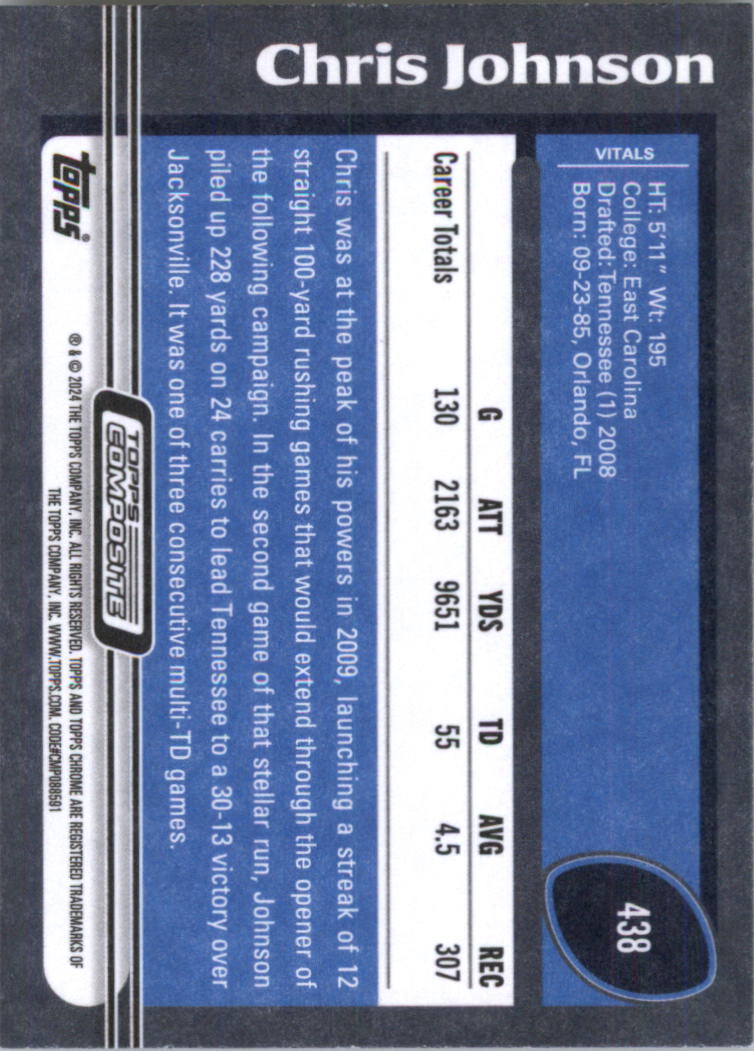 Chris Johnson
438
VITALS
HT: 5'11" Wt: 195
College: East Carolina
Drafted: Tennessee (1) 2008
Born: 09-23-85, Orlando, FL
G ATT YDS TD AVG REC
Career Totals 130 2163 9651 55 4.5 307
Chris was at the peak of his powers in 2009, launching a streak of 12
straight 100-yard rushing games that would extend through the opener of
the following campaign. In the second game of that stellar run, Johnson
piled up 228 yards on 24 carries to lead Tennessee to a 30-13 victory over
Jacksonville. It was one of three consecutive multi-TD games.
TOPPS
COMPOSITE
topps®
® & © 2024 THE TOPPS COMPANY, INC. ALL RIGHTS RESERVED. TOPPS AND TOPPS CHROME ARE REGISTERED TRADEMARKS OF
THE TOPPS COMPANY, INC. WWW.TOPPS.COM. CODE#CMP088591